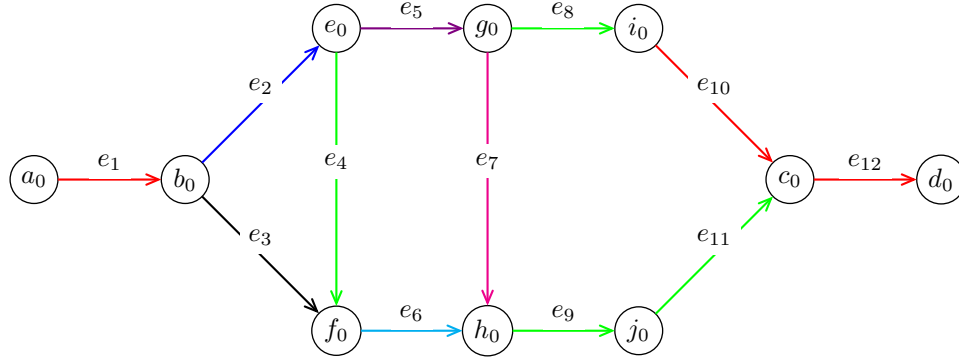 e₅ e₈
e₀ g₀ i₀
e₂ e₁₀
e₁ e₄ e₇ e₁₂
a₀ b₀ c₀ d₀
e₃ e₁₁
e₆ e₉
f₀ h₀ j₀